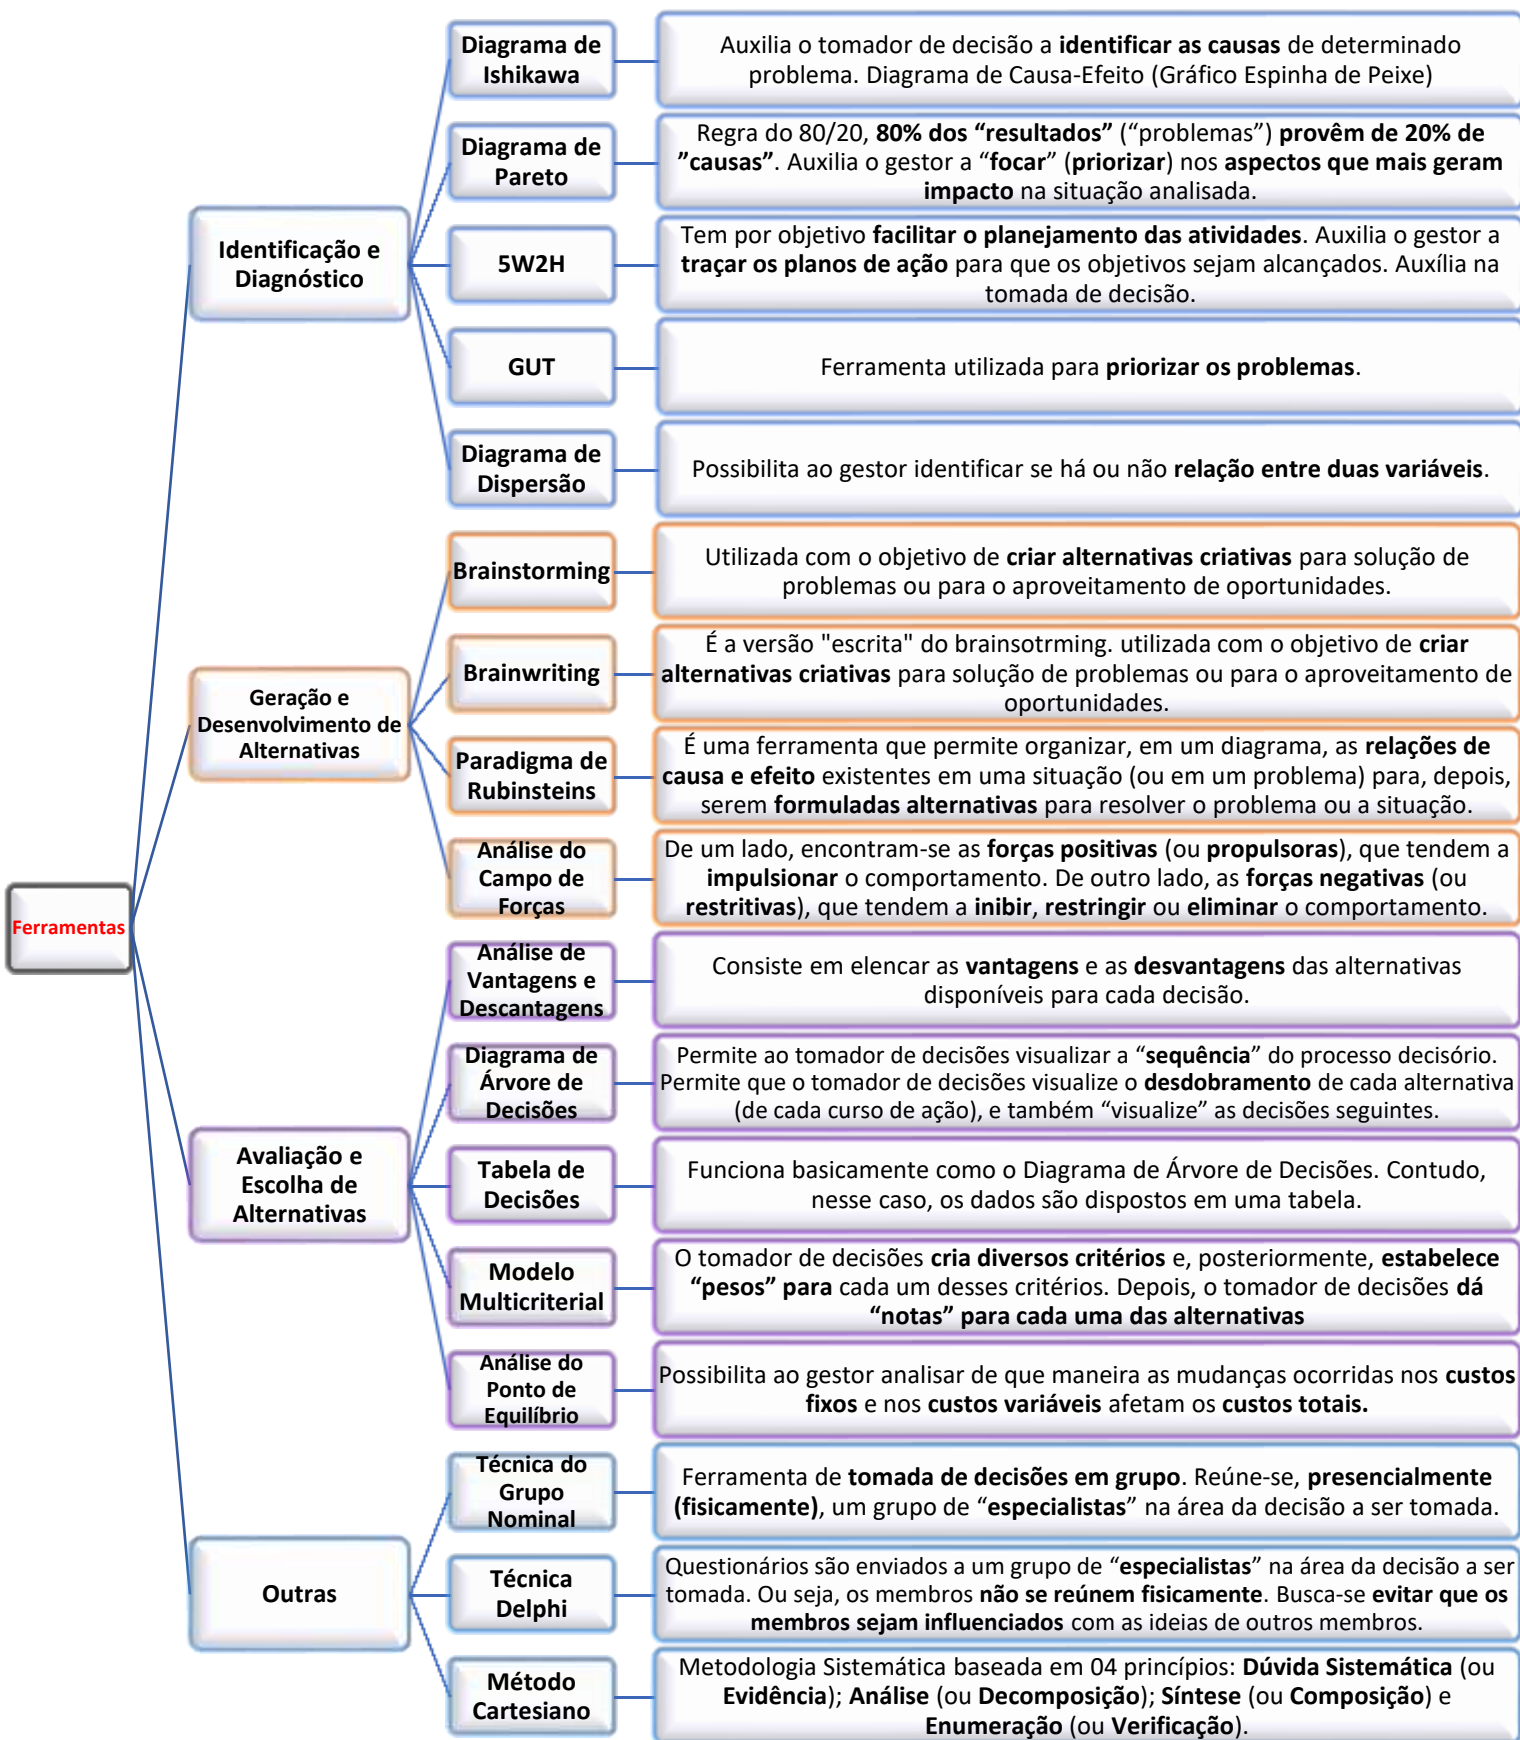 Ferramentas
Identificação e
Diagnóstico
Diagrama de
Ishikawa
Auxilia o tomador de decisão a identificar as causas de determinado
problema. Diagrama de Causa-Efeito (Gráfico Espinha de Peixe)
Diagrama de
Pareto
Regra do 80/20, 80% dos “resultados” (“problemas”) provêm de 20% de
”causas”. Auxilia o gestor a “focar” (priorizar) nos aspectos que mais geram
impacto na situação analisada.
5W2H
Tem por objetivo facilitar o planejamento das atividades. Auxilia o gestor a
traçar os planos de ação para que os objetivos sejam alcançados. Auxília na
tomada de decisão.
GUT
Ferramenta utilizada para priorizar os problemas.
Diagrama de
Dispersão
Possibilita ao gestor identificar se há ou não relação entre duas variáveis.
Geração e
Desenvolvimento de
Alternativas
Brainstorming
Utilizada com o objetivo de criar alternativas criativas para solução de
problemas ou para o aproveitamento de oportunidades.
Brainwriting
É a versão "escrita" do brainsotrming. utilizada com o objetivo de criar
alternativas criativas para solução de problemas ou para o aproveitamento de
oportunidades.
Paradigma de
Rubinsteins
É uma ferramenta que permite organizar, em um diagrama, as relações de
causa e efeito existentes em uma situação (ou em um problema) para, depois,
serem formuladas alternativas para resolver o problema ou a situação.
Análise do
Campo de
Forças
De um lado, encontram-se as forças positivas (ou propulsoras), que tendem a
impulsionar o comportamento. De outro lado, as forças negativas (ou
restritivas), que tendem a inibir, restringir ou eliminar o comportamento.
Avaliação e
Escolha de
Alternativas
Análise de
Vantagens e
Descantagens
Consiste em elencar as vantagens e as desvantagens das alternativas
disponíveis para cada decisão.
Diagrama de
Árvore de
Decisões
Permite ao tomador de decisões visualizar a “sequência” do processo decisório.
Permite que o tomador de decisões visualize o desdobramento de cada alternativa
(de cada curso de ação), e também “visualize” as decisões seguintes.
Tabela de
Decisões
Funciona basicamente como o Diagrama de Árvore de Decisões. Contudo,
nesse caso, os dados são dispostos em uma tabela.
Modelo
Multicriterial
O tomador de decisões cria diversos critérios e, posteriormente, estabelece
“pesos” para cada um desses critérios. Depois, o tomador de decisões dá
“notas” para cada uma das alternativas
Análise do
Ponto de
Equilíbrio
Possibilita ao gestor analisar de que maneira as mudanças ocorridas nos custos
fixos e nos custos variáveis afetam os custos totais.
Outras
Técnica do
Grupo
Nominal
Ferramenta de tomada de decisões em grupo. Reúne-se, presencialmente
(fisicamente), um grupo de “especialistas” na área da decisão a ser tomada.
Técnica
Delphi
Questionários são enviados a um grupo de “especialistas” na área da decisão a ser
tomada. Ou seja, os membros não se reúnem fisicamente. Busca-se evitar que os
membros sejam influenciados com as ideias de outros membros.
Método
Cartesiano
Metodologia Sistemática baseada em 04 princípios: Dúvida Sistemática (ou
Evidência); Análise (ou Decomposição); Síntese (ou Composição) e
Enumeração (ou Verificação).